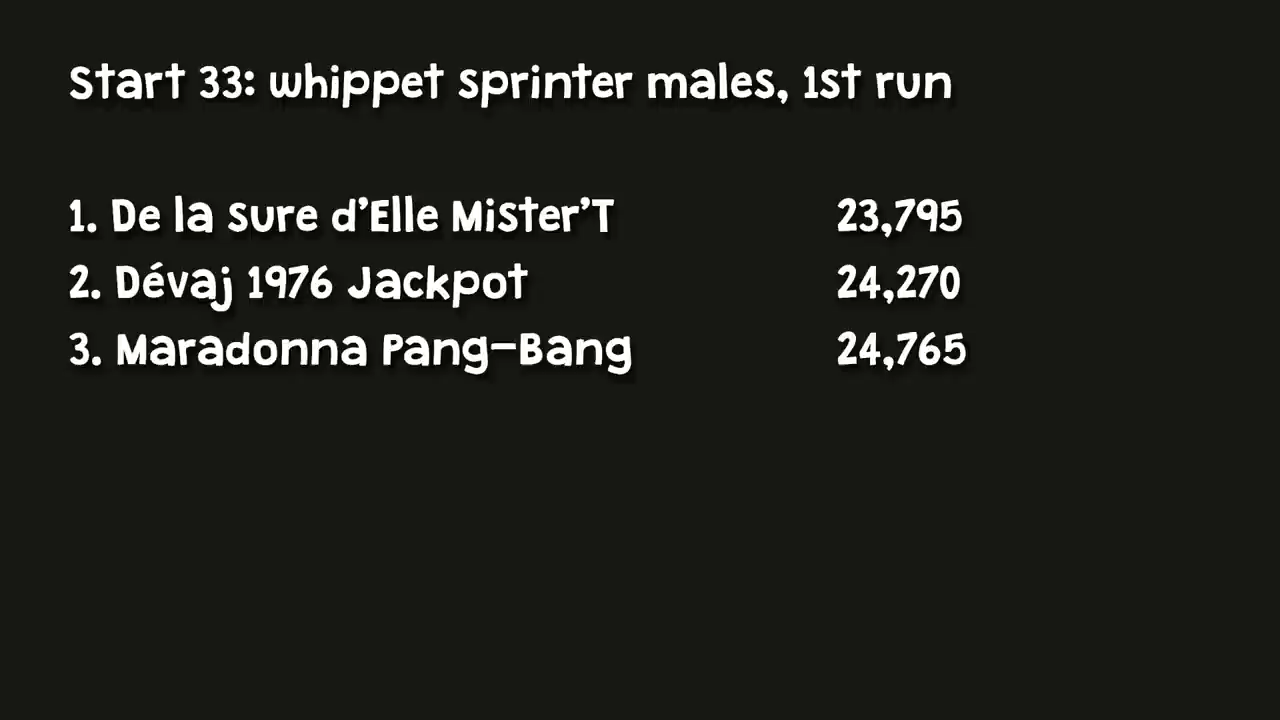 Start 33: whippet sprinter males, 1st run
1. De la sure d'Elle Mister'T 23,795
2. Dévaj 1976 Jackpot 24,270
3. Maradonna Pang-Bang 24,765